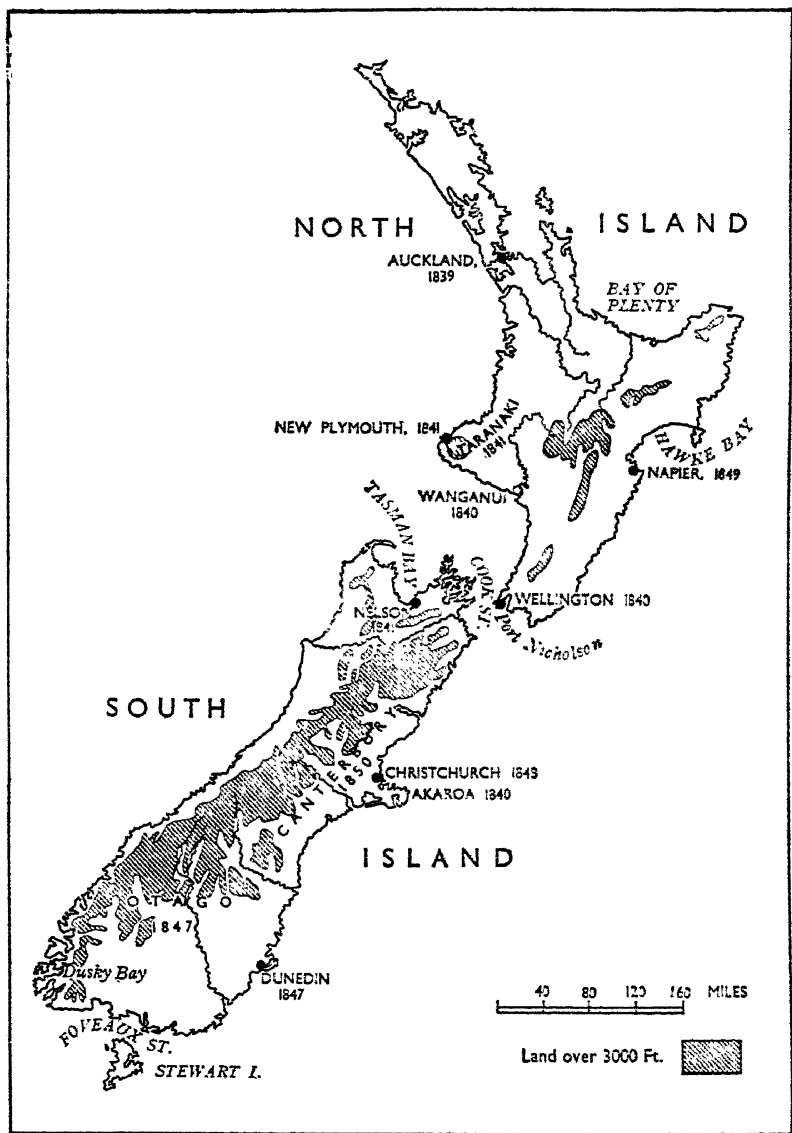 NORTH ISLAND
AUCKLAND,
1839
BAY OF
PLENTY
NEW PLYMOUTH, 1841
TARANAKI
1841
HAWKE BAY
NAPIER, 1849
WANGANUI
1840
TASMAN BAY
COOK ST.
NELSON
1841
WELLINGTON 1840
Port Nicholson
SOUTH
CANTERBURY
1850
CHRISTCHURCH 1843
AKAROA 1840
ISLAND
OTAGO
1847
Dusky Bay
DUNEDIN
1847
FOVEAUX ST.
STEWART I.
40 80 120 160 MILES
Land over 3000 Ft.